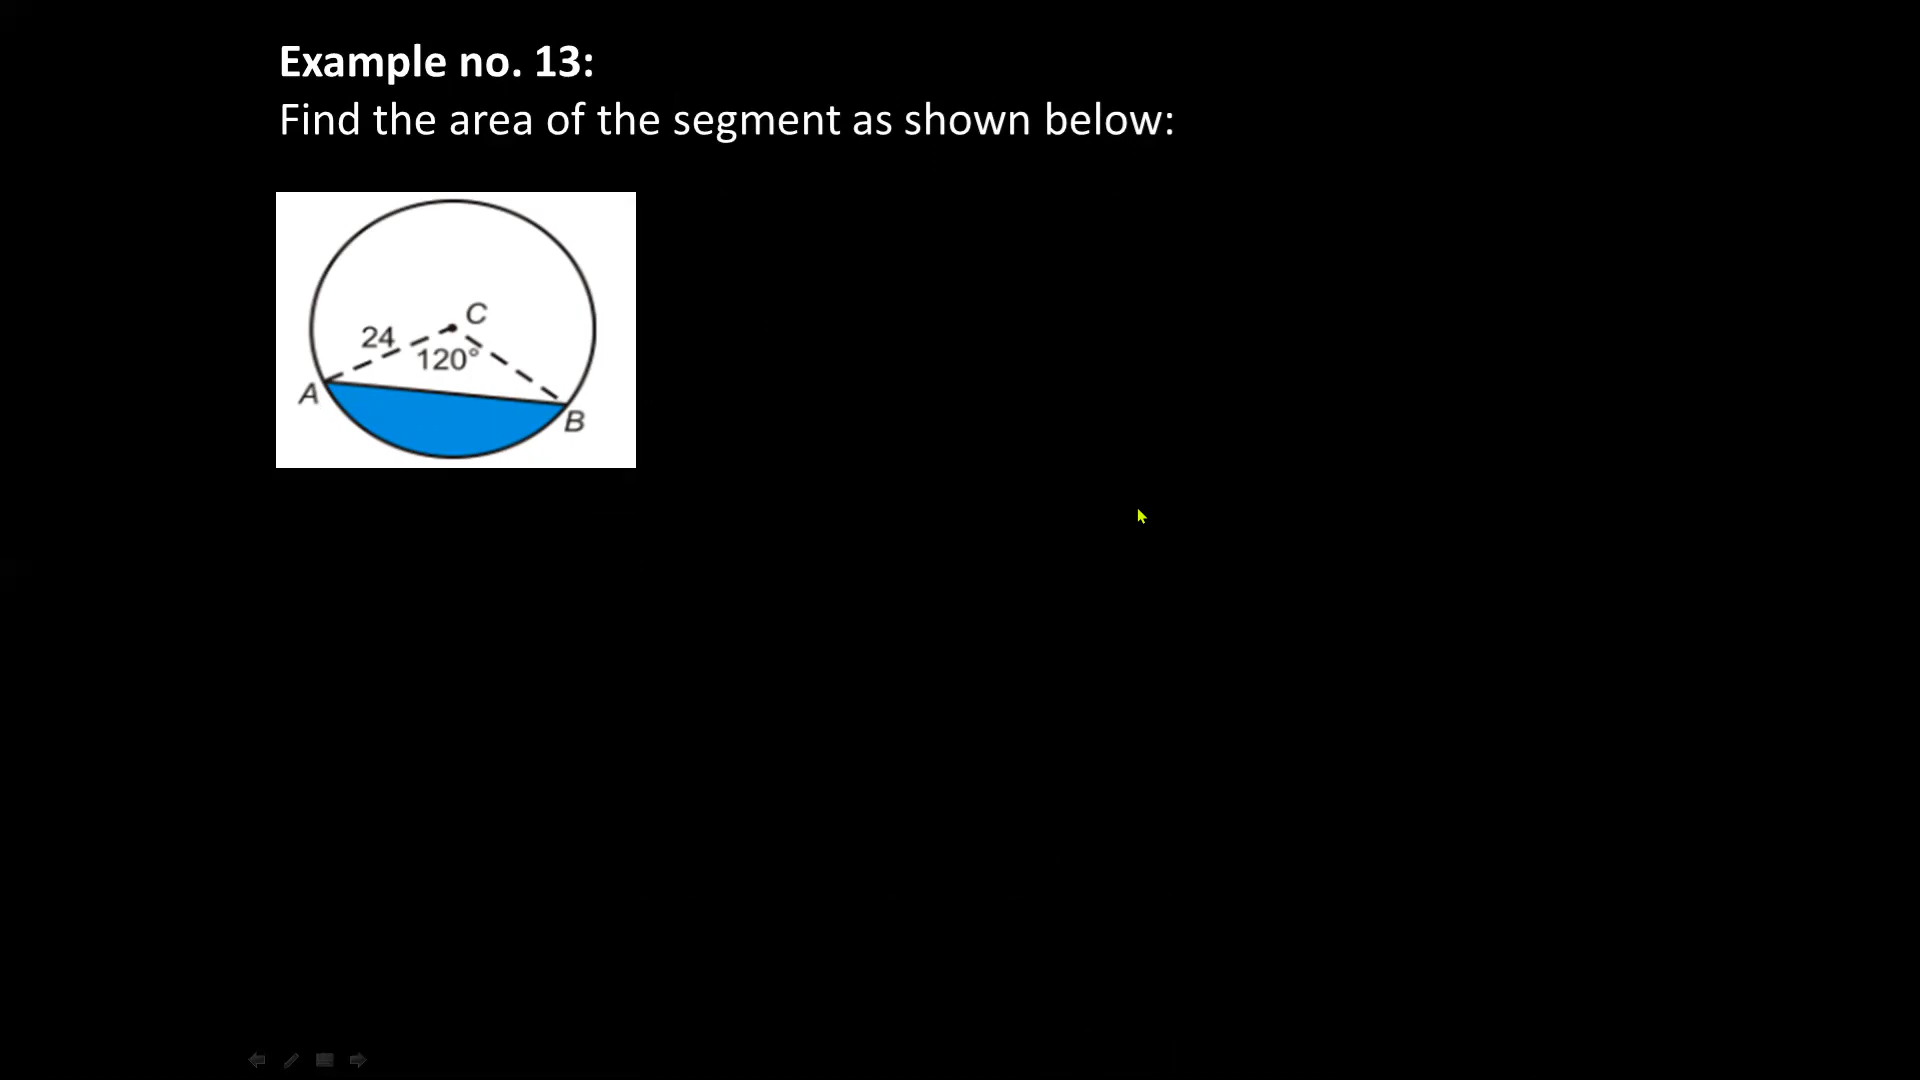 Example no. 13:
Find the area of the segment as shown below:
C
24
120°
A
B